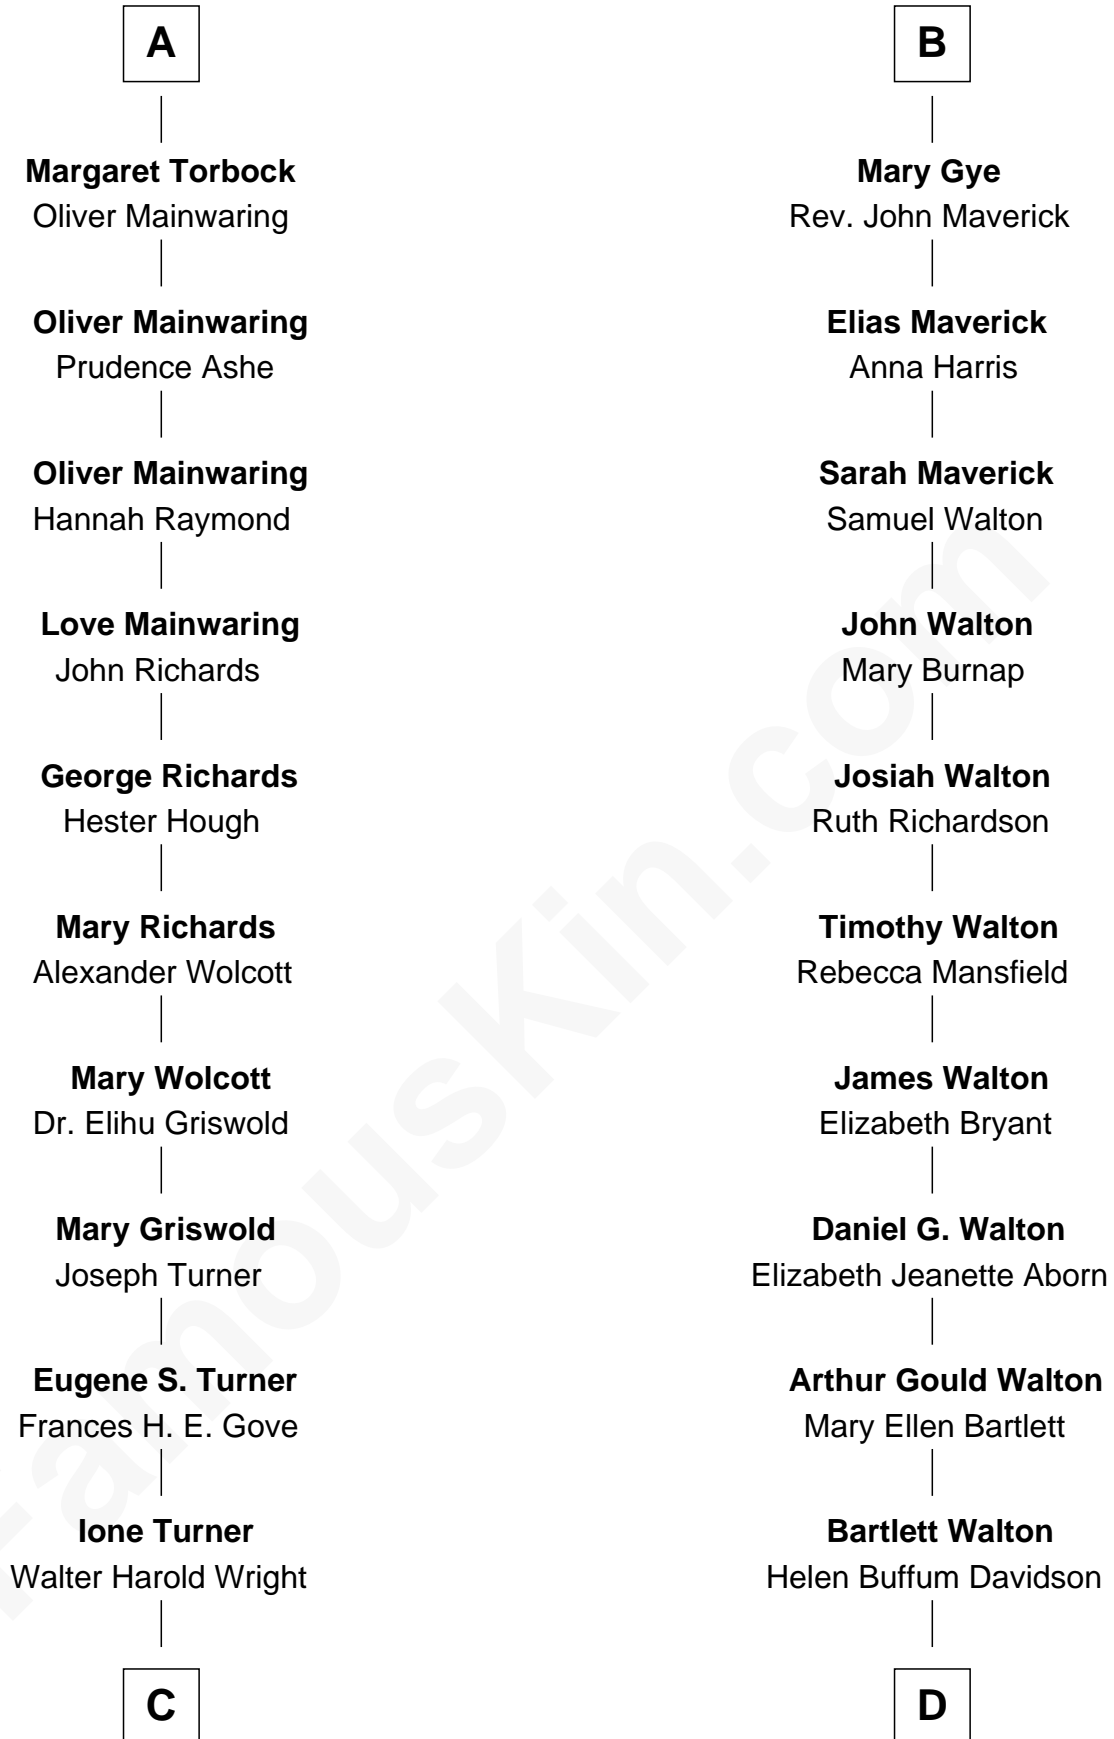 A
Margaret Torbock
Oliver Mainwaring
Oliver Mainwaring
Prudence Ashe
Oliver Mainwaring
Hannah Raymond
Love Mainwaring
John Richards
George Richards
Hester Hough
Mary Richards
Alexander Wolcott
Mary Wolcott
Dr. Elihu Griswold
Mary Griswold
Joseph Turner
Eugene S. Turner
Frances H. E. Gove
Ione Turner
Walter Harold Wright
C
B
Mary Gye
Rev. John Maverick
Elias Maverick
Anna Harris
Sarah Maverick
Samuel Walton
John Walton
Mary Burnap
Josiah Walton
Ruth Richardson
Timothy Walton
Rebecca Mansfield
James Walton
Elizabeth Bryant
Daniel G. Walton
Elizabeth Jeanette Aborn
Arthur Gould Walton
Mary Ellen Bartlett
Bartlett Walton
Helen Buffum Davidson
D
FamousKin.com